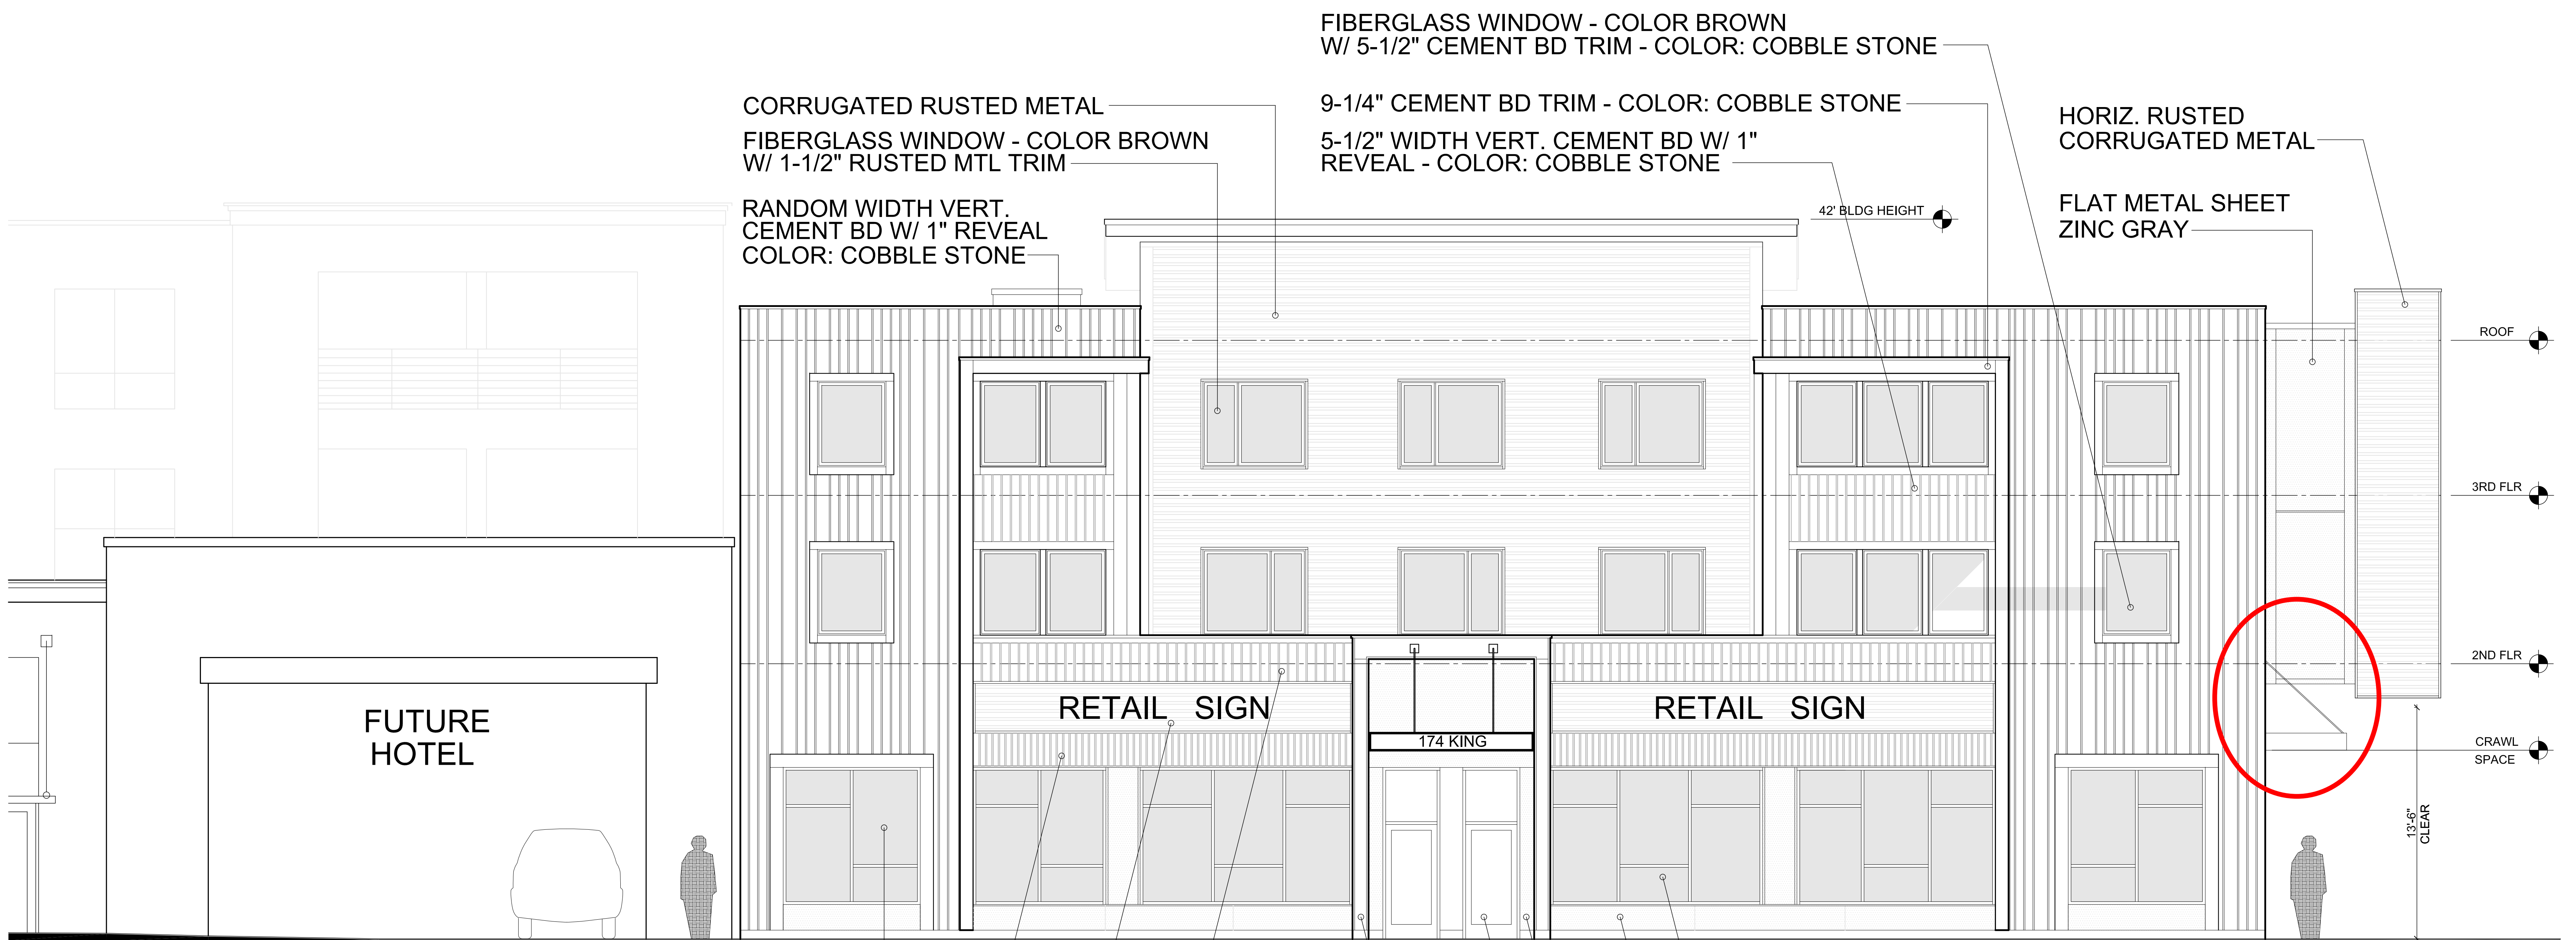 FIBERGLASS WINDOW - COLOR BROWN
W/ 5-1/2" CEMENT BD TRIM - COLOR: COBBLE STONE
CORRUGATED RUSTED METAL
9-1/4" CEMENT BD TRIM - COLOR: COBBLE STONE
HORIZ. RUSTED
CORRUGATED METAL
FIBERGLASS WINDOW - COLOR BROWN
W/ 1-1/2" RUSTED MTL TRIM
5-1/2" WIDTH VERT. CEMENT BD W/ 1"
REVEAL - COLOR: COBBLE STONE
RANDOM WIDTH VERT.
CEMENT BD W/ 1" REVEAL
COLOR: COBBLE STONE
42' BLDG HEIGHT
FLAT METAL SHEET
ZINC GRAY
ROOF
3RD FLR
2ND FLR
RETAIL SIGN
RETAIL SIGN
FUTURE
HOTEL
174 KING
CRAWL
SPACE
13'-6"
CLEAR